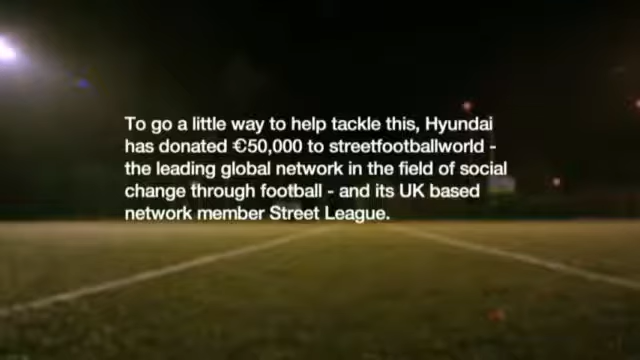 To go a little way to help tackle this, Hyundai
has donated €50,000 to streetfootballworld -
the leading global network in the field of social
change through football - and its UK based
network member Street League.